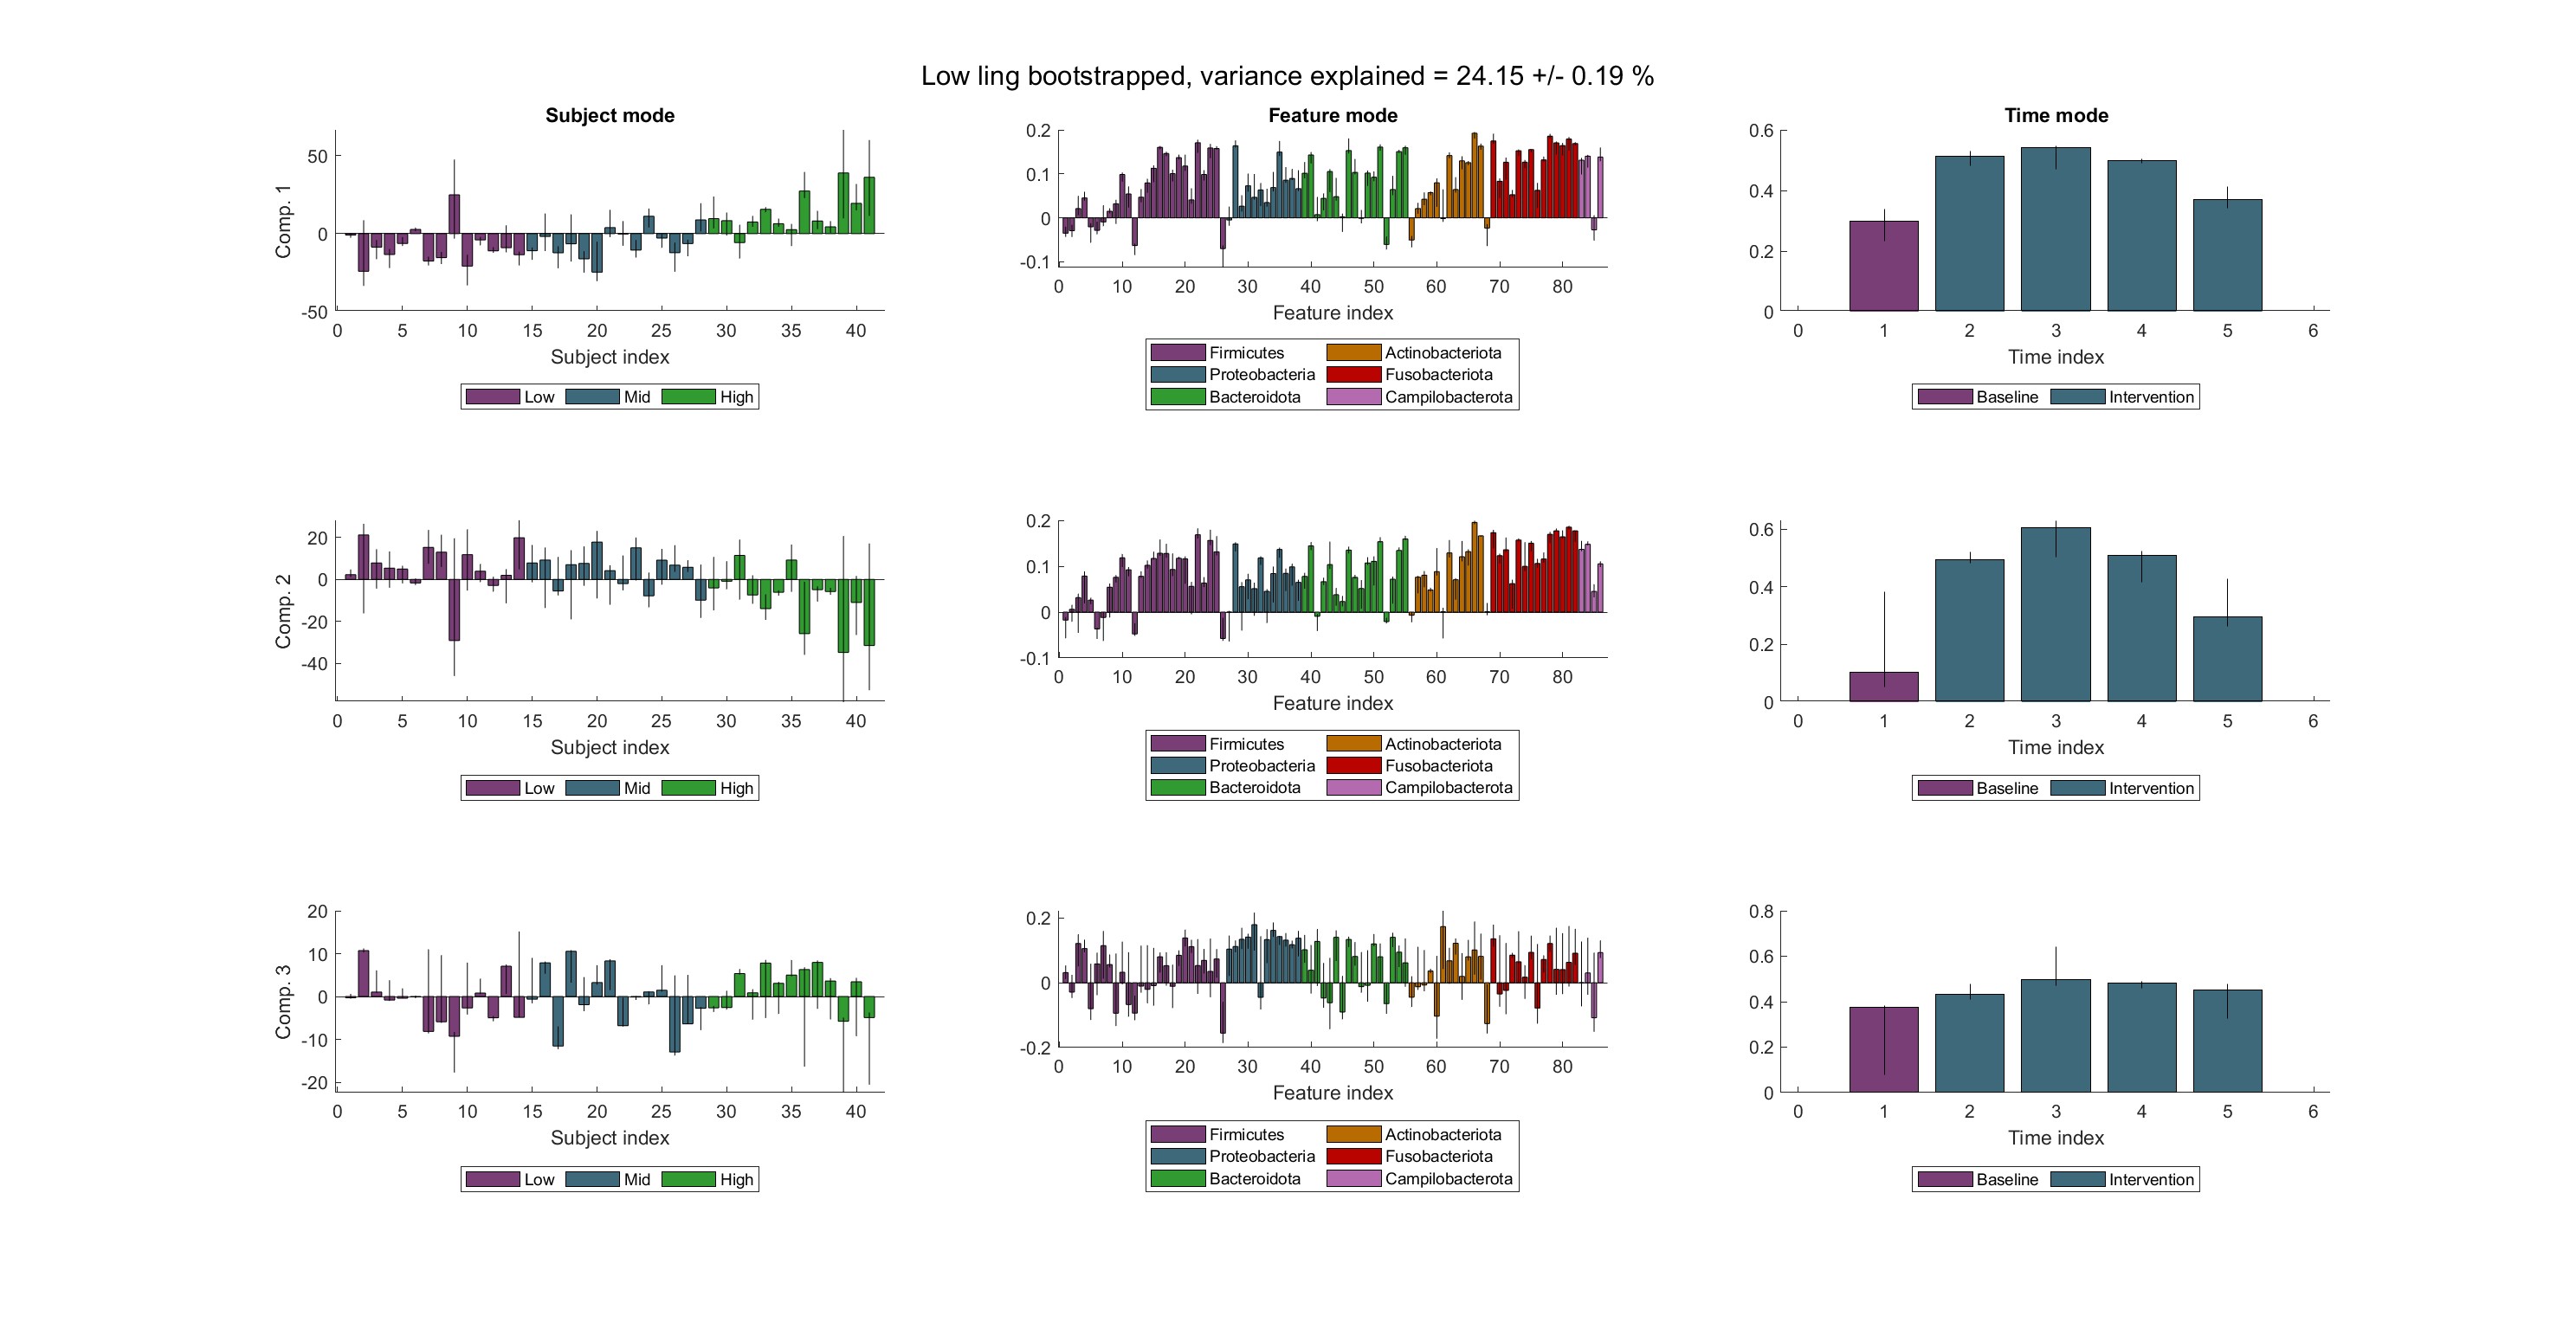 Low ling bootstrapped, variance explained = 24.15 +/- 0.19 %
Subject mode
Feature mode
Time mode
Comp. 1
50
0
-50
0 5 10 15 20 25 30 35 40
Subject index
Low Mid High
0.2
0.1
0
-0.1
0 10 20 30 40 50 60 70 80
Feature index
Firmicutes Actinobacteriota
Proteobacteria Fusobacteriota
Bacteroidota Campilobacterota
0.6
0.4
0.2
0
0 1 2 3 4 5 6
Time index
Baseline Intervention
Comp. 2
20
0
-20
-40
0 5 10 15 20 25 30 35 40
Subject index
Low Mid High
0.2
0.1
0
-0.1
0 10 20 30 40 50 60 70 80
Feature index
Firmicutes Actinobacteriota
Proteobacteria Fusobacteriota
Bacteroidota Campilobacterota
0.6
0.4
0.2
0
0 1 2 3 4 5 6
Time index
Baseline Intervention
Comp. 3
20
10
0
-10
-20
0 5 10 15 20 25 30 35 40
Subject index
Low Mid High
0.2
0
-0.2
0 10 20 30 40 50 60 70 80
Feature index
Firmicutes Actinobacteriota
Proteobacteria Fusobacteriota
Bacteroidota Campilobacterota
0.8
0.6
0.4
0.2
0
0 1 2 3 4 5 6
Time index
Baseline Intervention